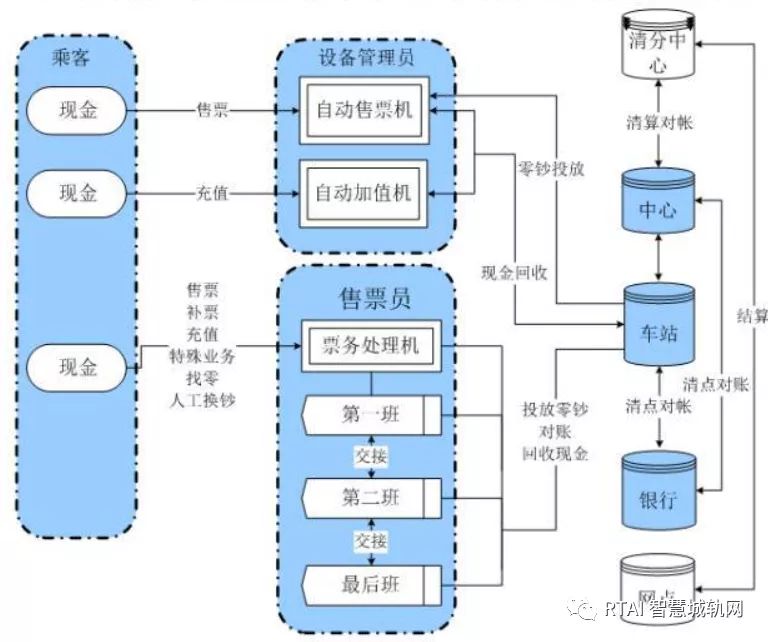 乘客
现金
现金
现金
售票
充值
售票
补票
充值
特殊业务
找零
人工换钞
设备管理员
自动售票机
自动加值机
售票员
票务处理机
第一班
交接
第二班
交接
最后班
零钞投放
现金回收
投放零钞
对账
回收现金
清分中
心
清算对帐
中心
车站
清点对帐
清点对账
银行
结算
网点
RTAI 智慧城轨网